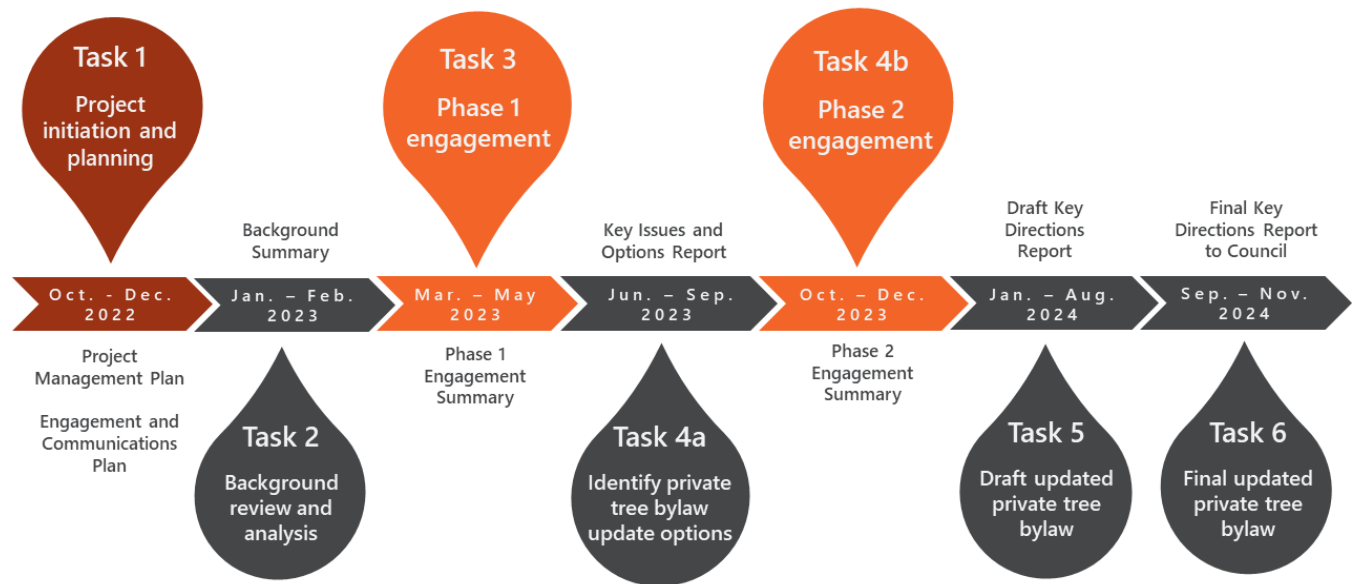 Task 1
Project
initiation and
planning
Task 3
Phase 1
engagement
Task 4b
Phase 2
engagement
Background
Summary
Key Issues and
Options Report
Draft Key
Directions
Report
Final Key
Directions Report
to Council
Oct. - Dec.
2022
Jan. – Feb.
2023
Mar. – May
2023
Jun. – Sep.
2023
Oct. – Dec.
2023
Jan. – Aug.
2024
Sep. – Nov.
2024
Project
Management Plan
Engagement and
Communications
Plan
Phase 1
Engagement
Summary
Phase 2
Engagement
Summary
Task 2
Background
review and
analysis
Task 4a
Identify private
tree bylaw
update options
Task 5
Draft updated
private tree
bylaw
Task 6
Final updated
private tree
bylaw